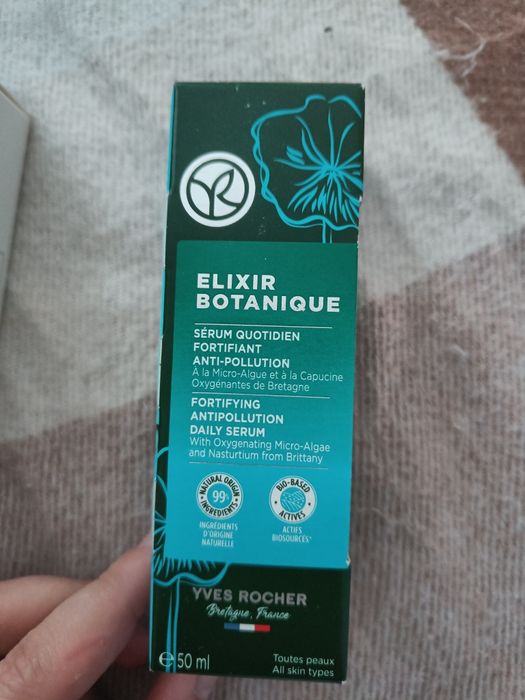 YR
ELIXIR
BOTANIQUE
SÉRUM QUOTIDIEN
FORTIFIANT
ANTI-POLLUTION
À la Micro-Algue et à la Capucine
Oxygénantes de Bretagne
FORTIFYING
ANTIPOLLUTION
DAILY SERUM
With Oxygenating Micro-Algae
and Nasturtium from Brittany
NATURAL ORIGIN
99%
INGREDIENTS
INGRÉDIENTS
D'ORIGINE
NATURELLE
BIO-BASED
ACTIVES
ACTIFS
BIOSOURCÉS*
YVES ROCHER
Bretagne, France
e 50 ml
Toutes peaux
All skin types